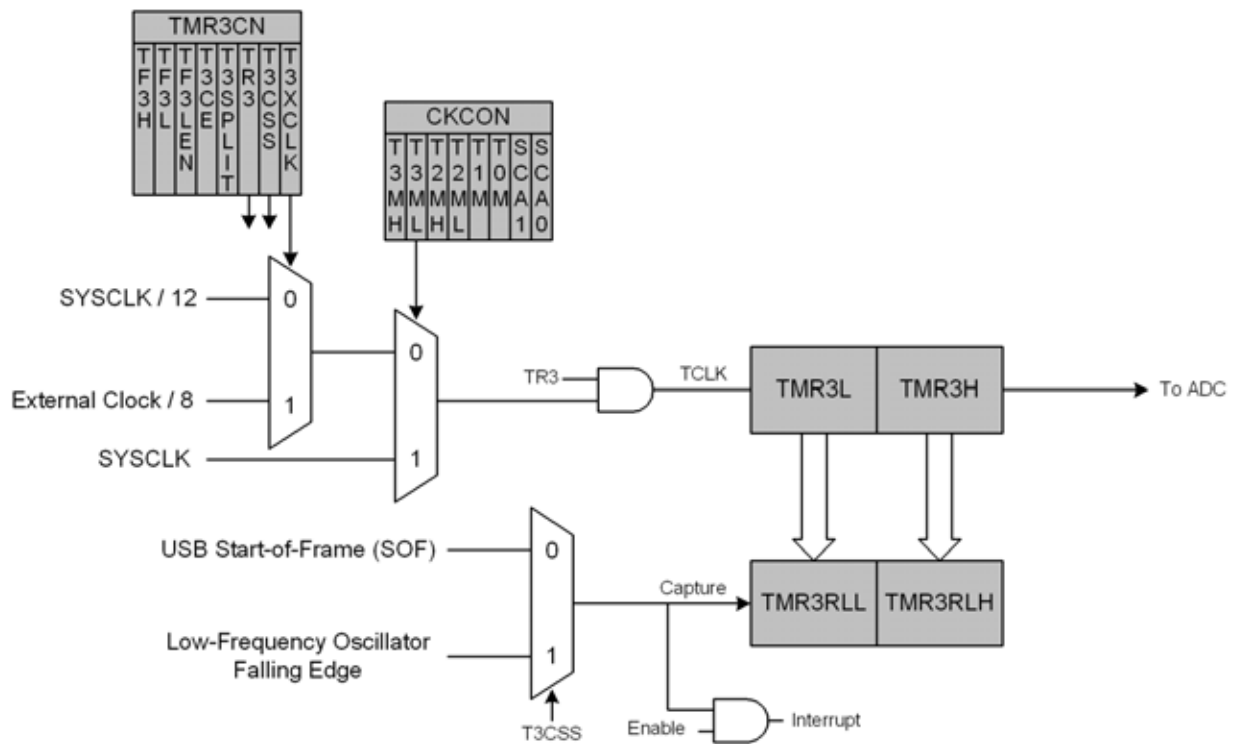 TMR3CN
TF3H
TF3L
TF3LEN
T3CE
T3SPLIT
TR3
T3CSS
T3XCLK
CKCON
T3MH
T3ML
T2MH
T2ML
T1M
T0M
SCA1
SCA0
SYSCLK / 12
0
External Clock / 8
1
SYSCLK
0
1
TR3
TCLK
TMR3L
TMR3H
To ADC
USB Start-of-Frame (SOF)
0
Low-Frequency Oscillator
Falling Edge
1
T3CSS
Capture
TMR3RLL
TMR3RLH
Enable
Interrupt